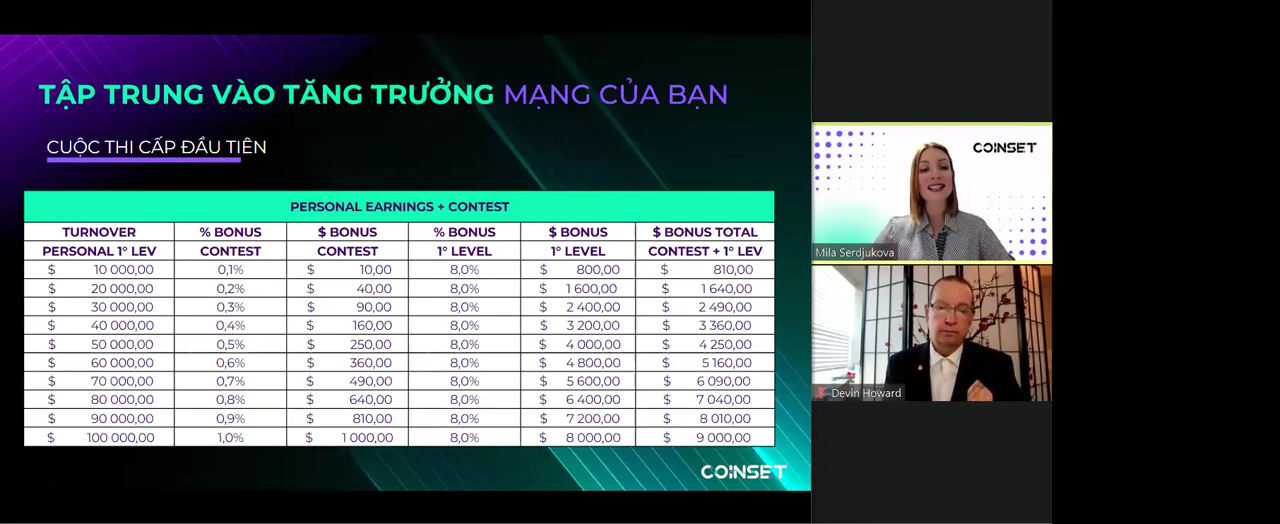 TẬP TRUNG VÀO TĂNG TRƯỞNG MẠNG CỦA BẠN
CUỘC THI CẤP ĐẦU TIÊN
PERSONAL EARNINGS + CONTEST
TURNOVER % BONUS $ BONUS % BONUS $ BONUS $ BONUS TOTAL
PERSONAL 1° LEV CONTEST CONTEST 1° LEVEL 1° LEVEL CONTEST + 1° LEV
$ 10 000,00 0,1% $ 10,00 8,0% $ 800,00 $ 810,00
$ 20 000,00 0,2% $ 40,00 8,0% $ 1 600,00 $ 1 640,00
$ 30 000,00 0,3% $ 90,00 8,0% $ 2 400,00 $ 2 490,00
$ 40 000,00 0,4% $ 160,00 8,0% $ 3 200,00 $ 3 360,00
$ 50 000,00 0,5% $ 250,00 8,0% $ 4 000,00 $ 4 250,00
$ 60 000,00 0,6% $ 360,00 8,0% $ 4 800,00 $ 5 160,00
$ 70 000,00 0,7% $ 490,00 8,0% $ 5 600,00 $ 6 090,00
$ 80 000,00 0,8% $ 640,00 8,0% $ 6 400,00 $ 7 040,00
$ 90 000,00 0,9% $ 810,00 8,0% $ 7 200,00 $ 8 010,00
$ 100 000,00 1,0% $ 1 000,00 8,0% $ 8 000,00 $ 9 000,00
COINSET
COINSET
Mila Serdjukova
Devin Howard